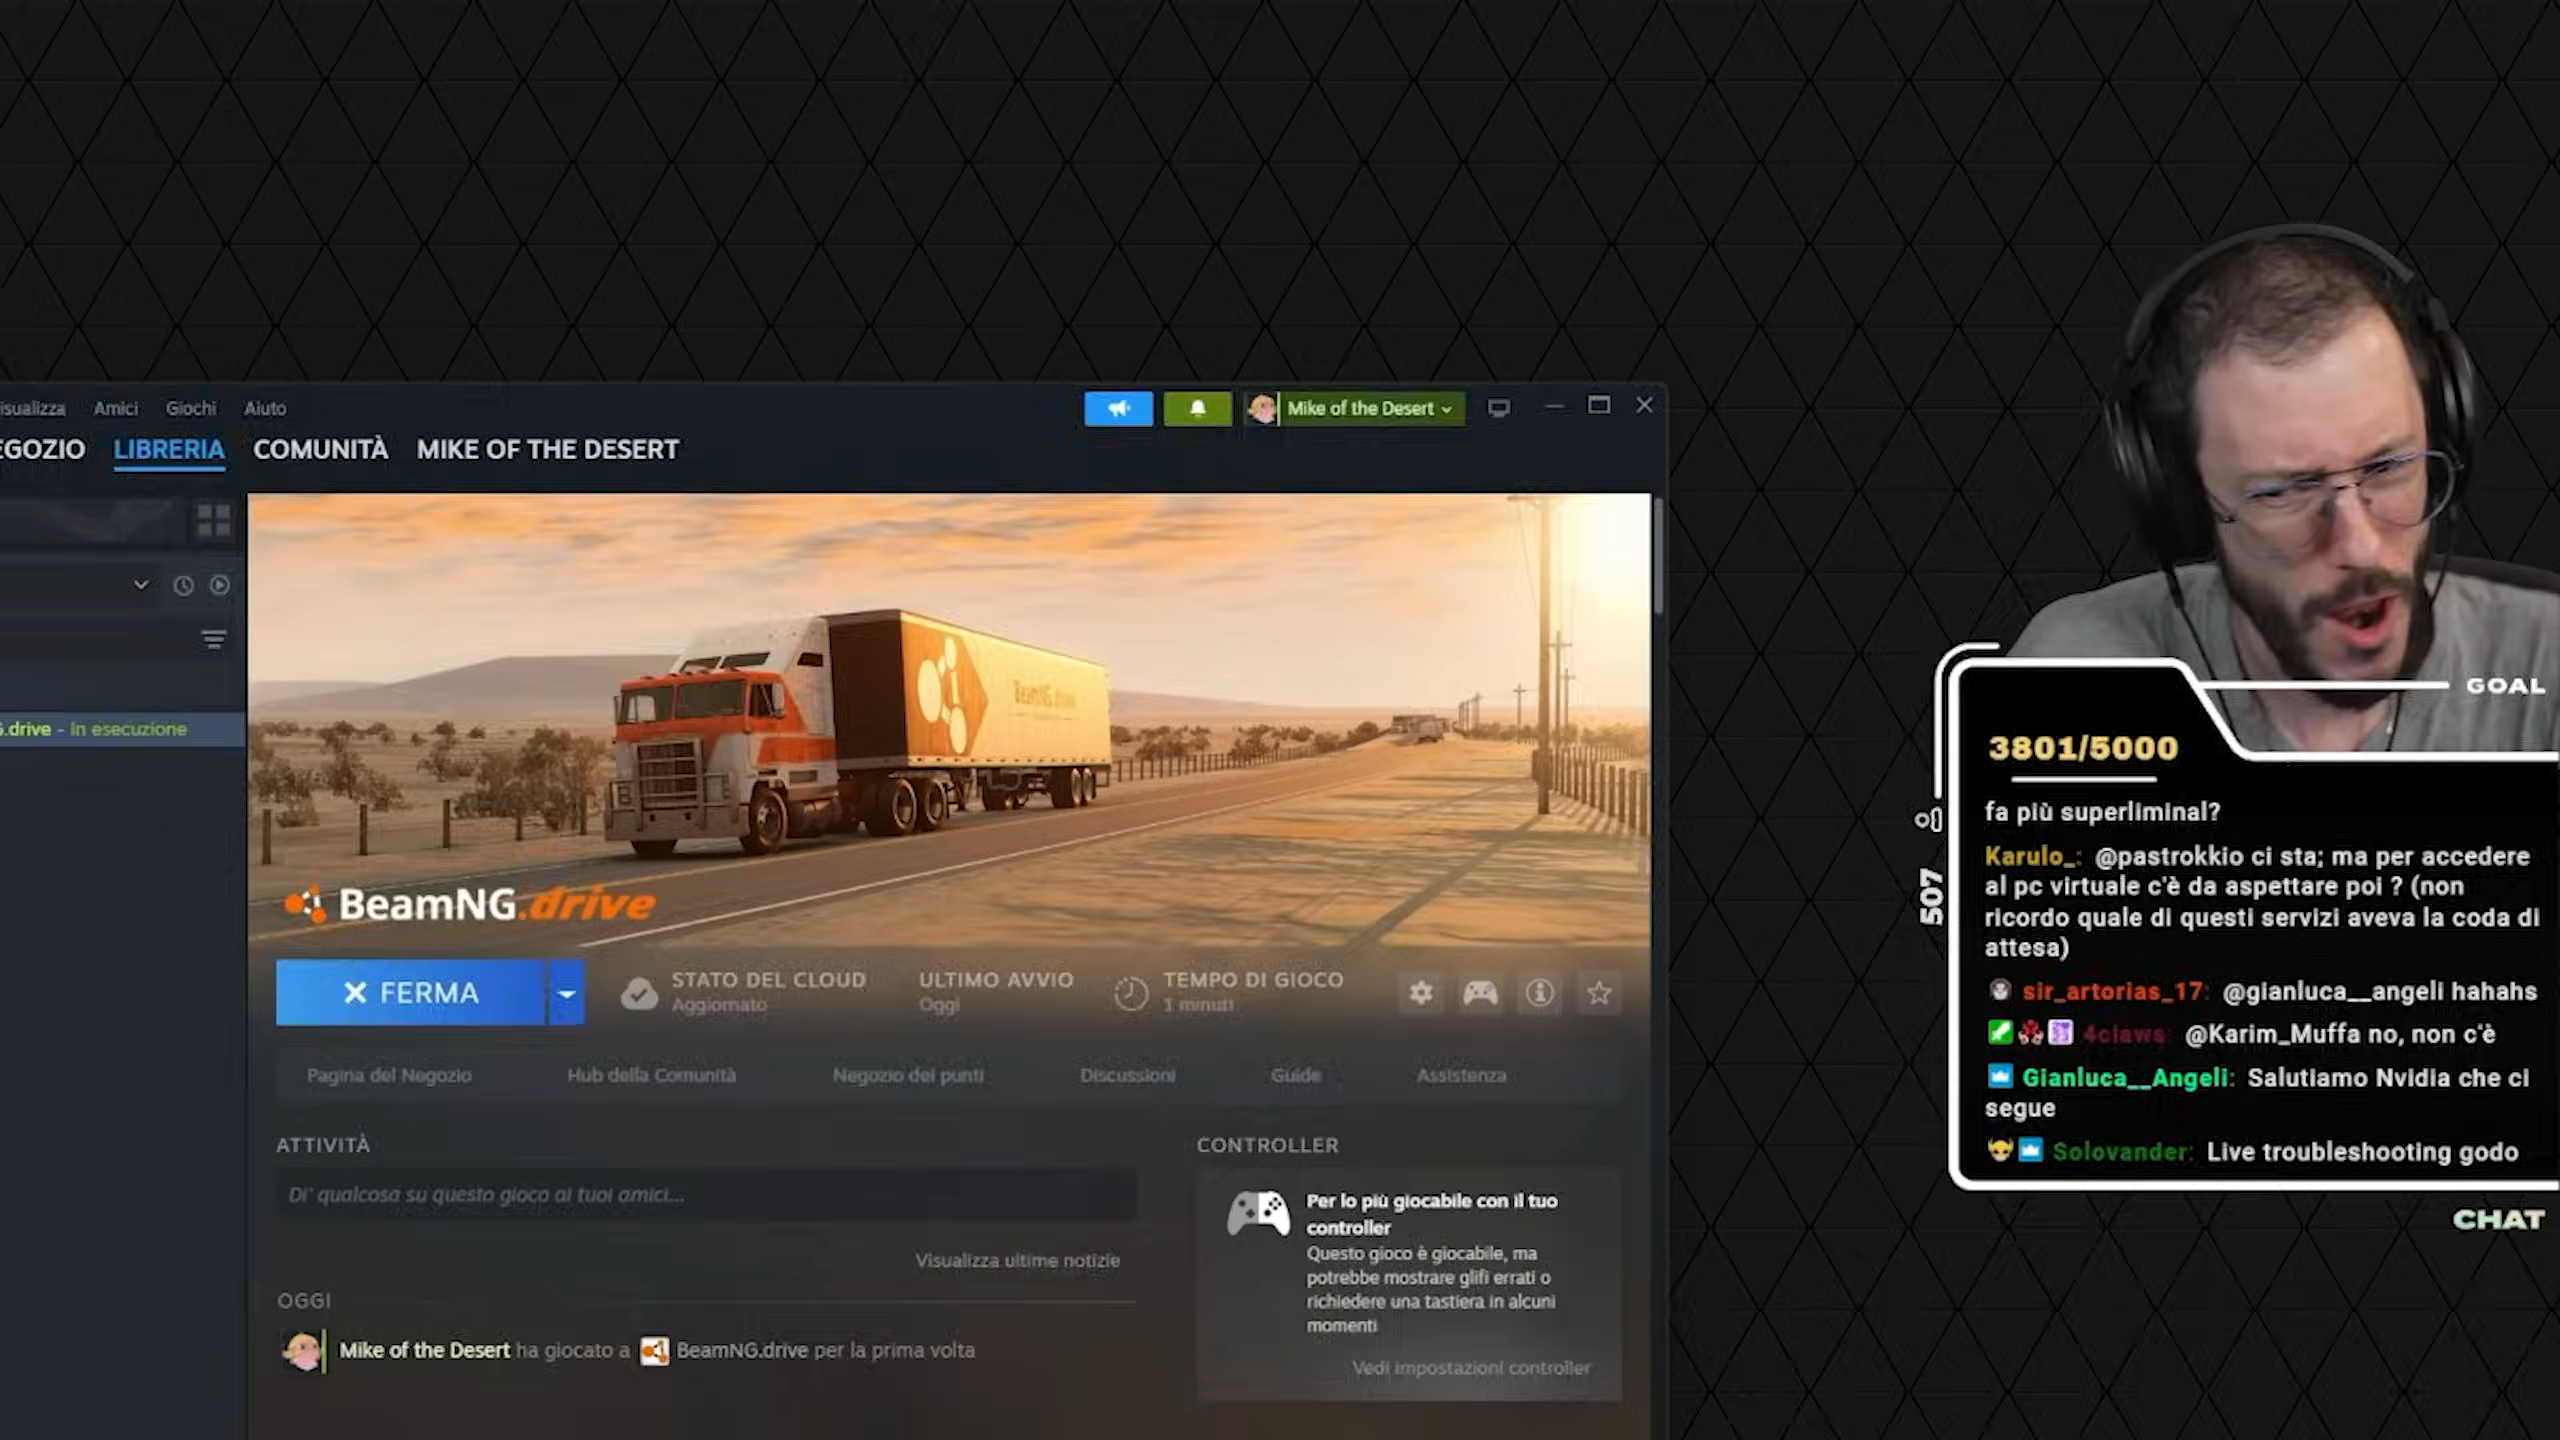 isualizza Amici Giochi Aiuto
Mike of the Desert
EGOZIO LIBRERIA COMUNITÀ MIKE OF THE DESERT
G.drive - In esecuzione
BeamNG.drive
BeamNG.drive
FERMA
STATO DEL CLOUD
Aggiornato
ULTIMO AVVIO
Oggi
TEMPO DI GIOCO
1 minuti
Pagina del Negozio Hub della Comunità Negozio dei punti Discussioni Guide Assistenza
ATTIVITÀ
Di' qualcosa su questo gioco ai tuoi amici...
Visualizza ultime notizie
OGGI
Mike of the Desert ha giocato a BeamNG.drive per la prima volta
CONTROLLER
Per lo più giocabile con il tuo
controller
Questo gioco è giocabile, ma
potrebbe mostrare glifi errati o
richiedere una tastiera in alcuni
momenti
Vedi impostazioni controller
GOAL
3801/5000
507
fa più superliminal?
Karulo_: @pastrokkio ci sta; ma per accedere
al pc virtuale c'è da aspettare poi ? (non
ricordo quale di questi servizi aveva la coda di
attesa)
sir_artorias_17: @gianluca__angeli hahahs
4claws: @Karim_Muffa no, non c'è
Gianluca__Angeli: Salutiamo Nvidia che ci
segue
Solovander: Live troubleshooting godo
CHAT